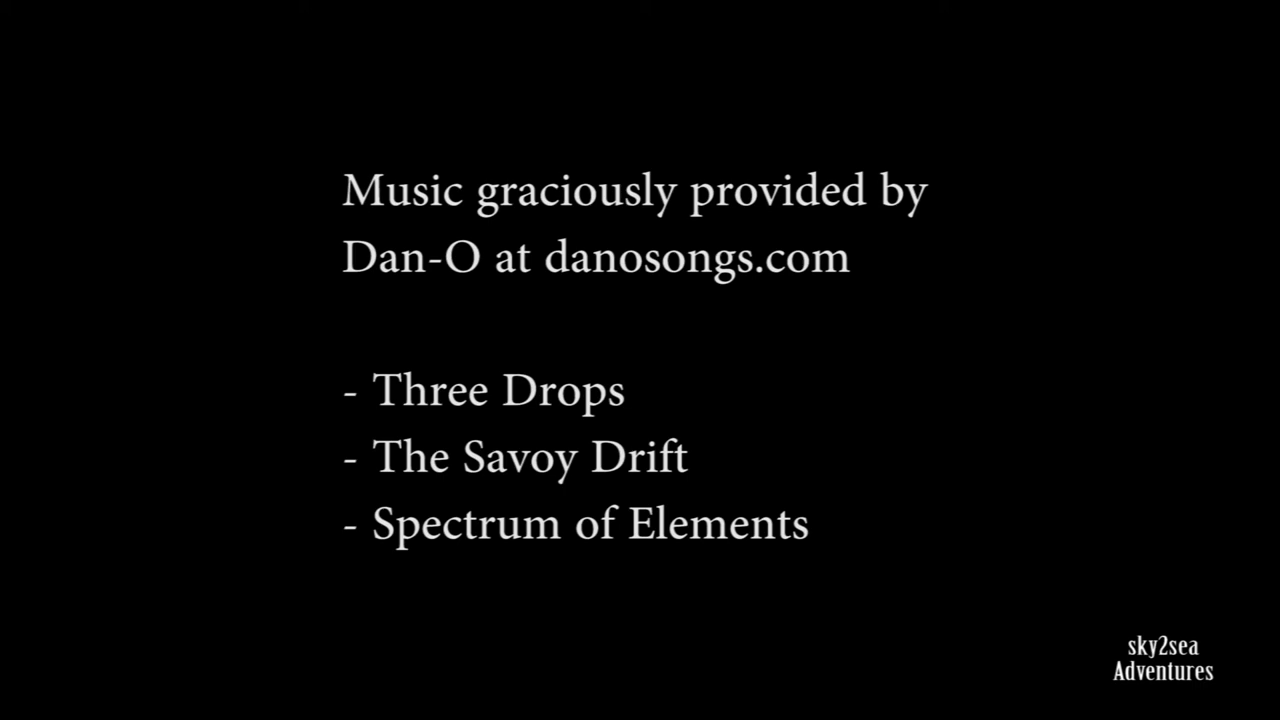 Music graciously provided by
Dan-O at danosongs.com
- Three Drops
- The Savoy Drift
- Spectrum of Elements
sky2sea
Adventures